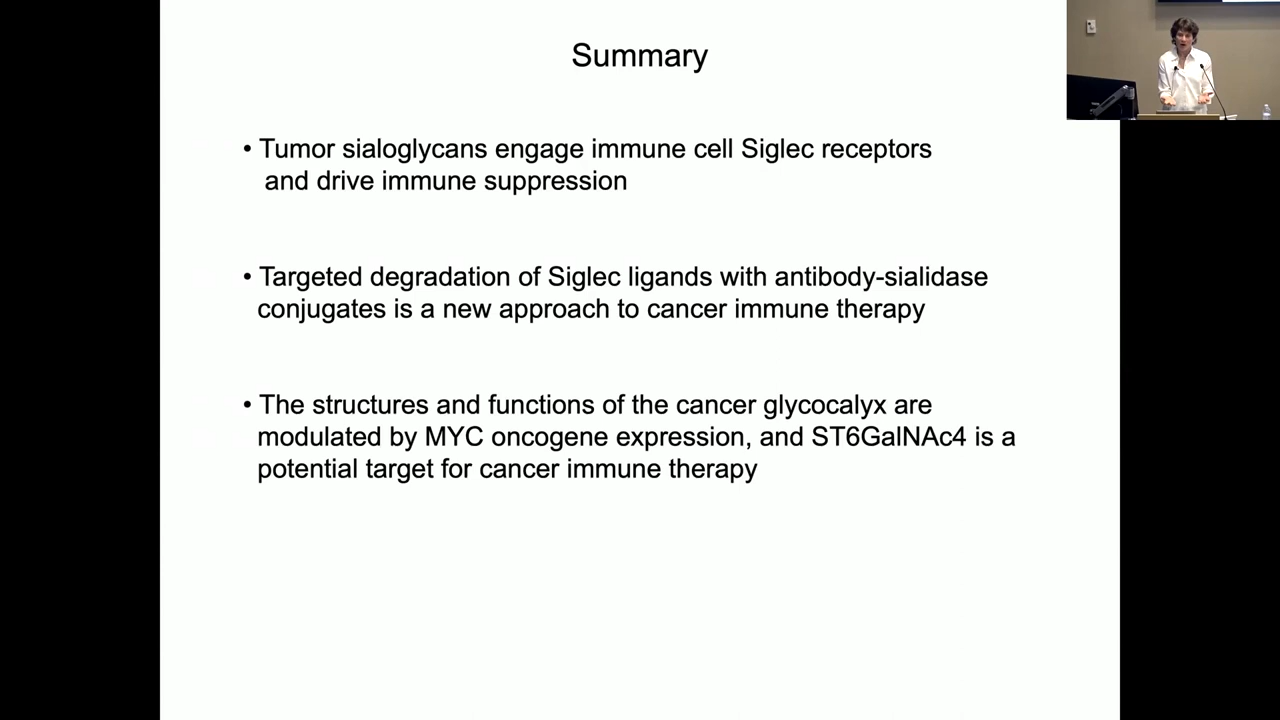 Summary
• Tumor sialoglycans engage immune cell Siglec receptors
and drive immune suppression
• Targeted degradation of Siglec ligands with antibody-sialidase
conjugates is a new approach to cancer immune therapy
• The structures and functions of the cancer glycocalyx are
modulated by MYC oncogene expression, and ST6GalNAc4 is a
potential target for cancer immune therapy